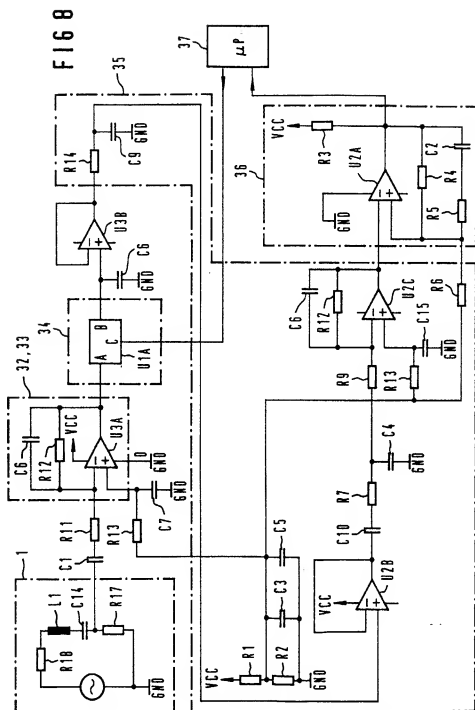 FIG 8
1
R18
L1
C14
R17
GND
C1
R11
R13
32,33
C6
R12
VCC
U3A
GND
C7
GND
34
A
B
C
U1A
C6
GND
U3B
R14
C9
GND
35
37
µP
VCC
R1
R2
GND
C3
C5
VCC
U2B
C10
R7
C4
GND
R9
C6
R12
U2C
R13
C15
GND
R6
36
GND
U2A
VCC
R3
R4
R5
C2